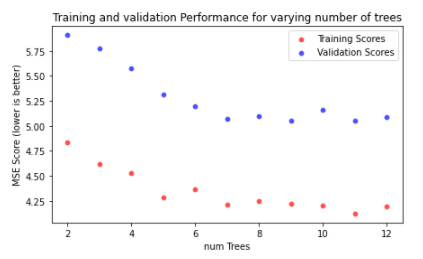 Training and validation Performance for varying number of trees
Training Scores
Validation Scores
MSE Score (lower is better)
5.75
5.50
5.25
5.00
4.75
4.50
4.25
2
4
6
8
10
12
num Trees